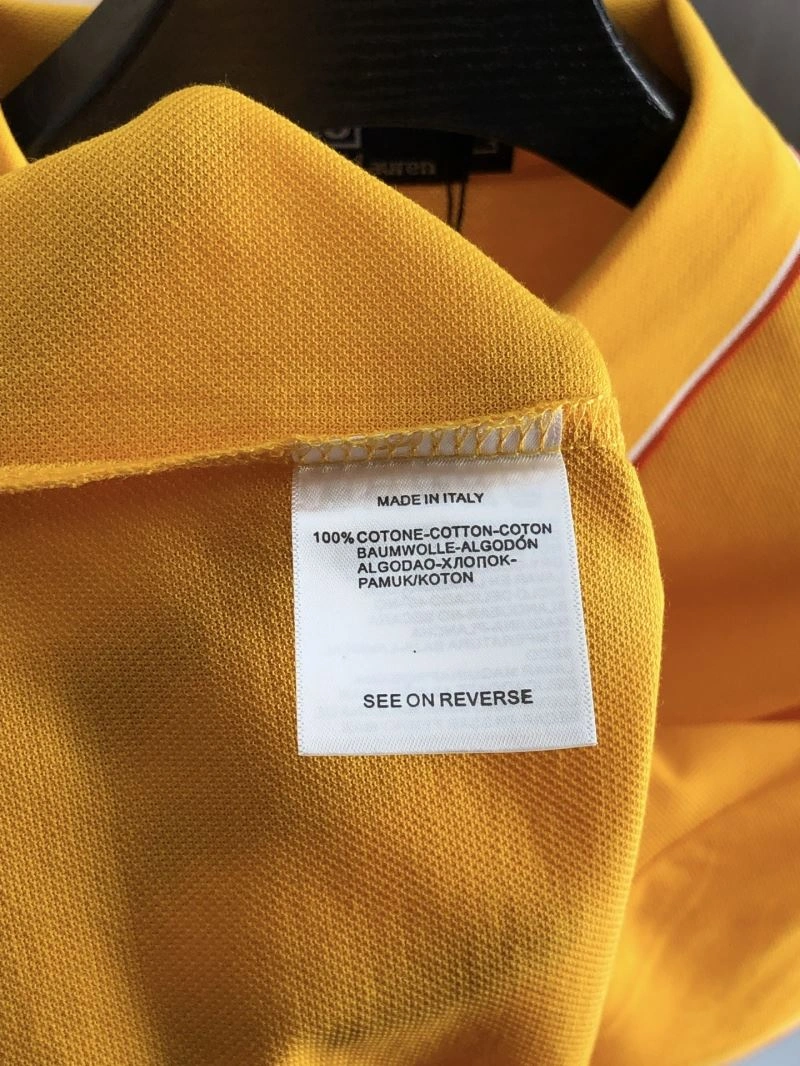 auren
MADE IN ITALY
100% COTONE-COTTON-COTON
BAUMWOLLE-ALGODÓN
ALGODAO-ХЛОПОК-
PAMUK/KOTON
SEE ON REVERSE